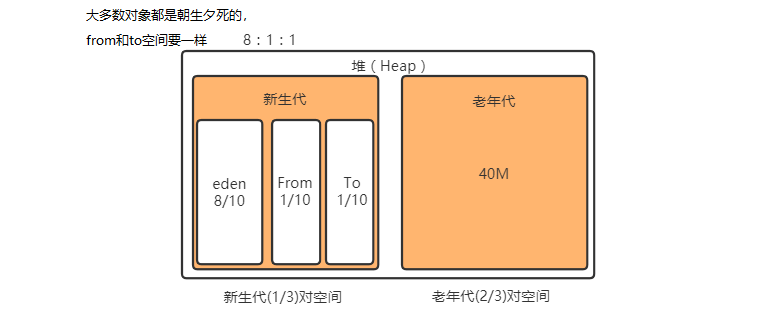 大多数对象都是朝生夕死的,
from和to空间要一样 8：1：1
堆（Heap）
新生代
老年代
eden
8/10
From
1/10
To
1/10
40M
新生代(1/3)对空间
老年代(2/3)对空间